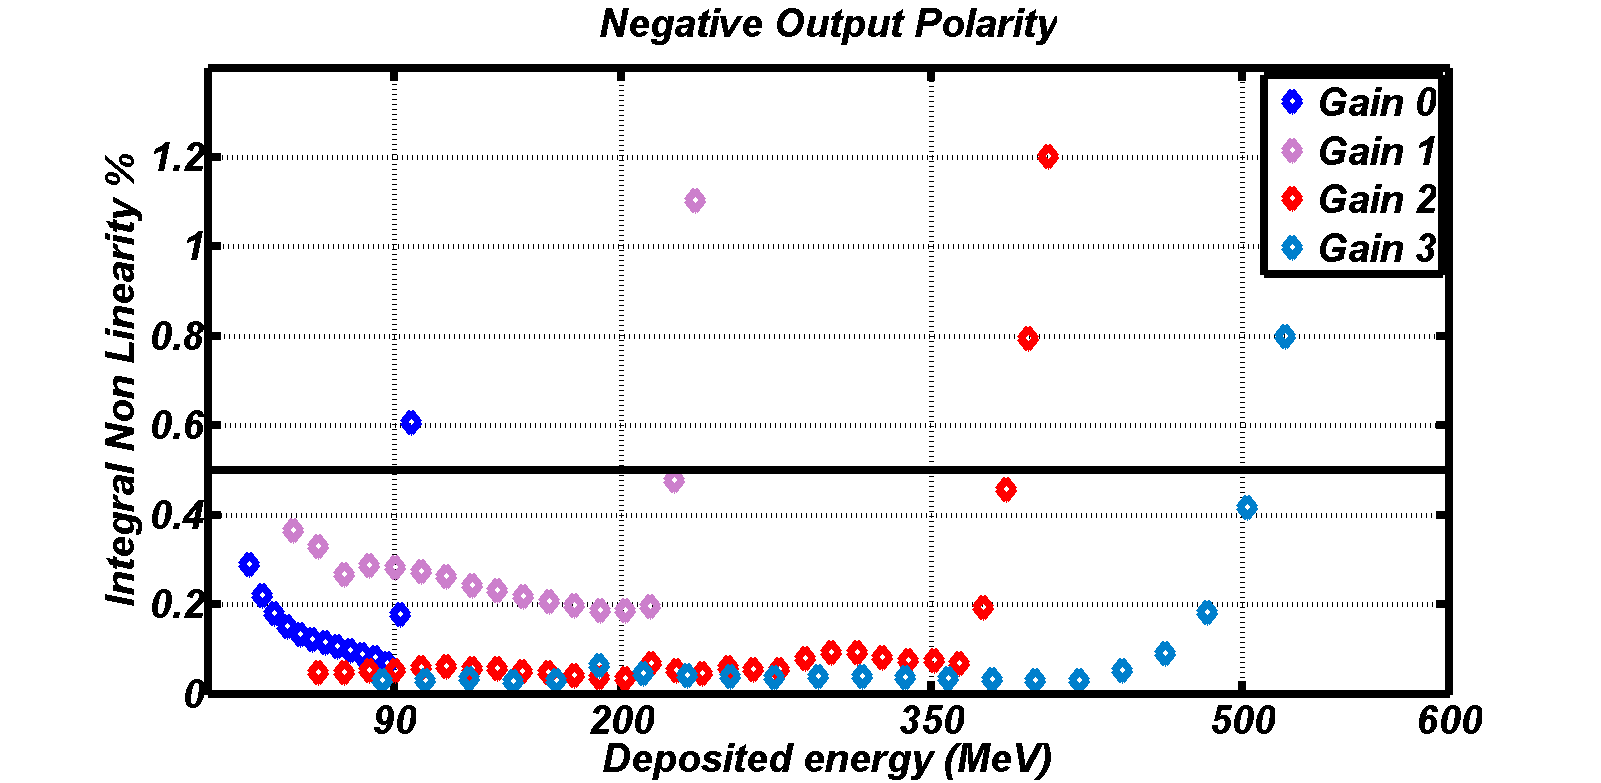 Negative Output Polarity
Gain 0
Gain 1
Gain 2
Gain 3
Integral Non Linearity %
1.2
1
0.8
0.6
0.4
0.2
0
90
200
350
500
600
Deposited energy (MeV)